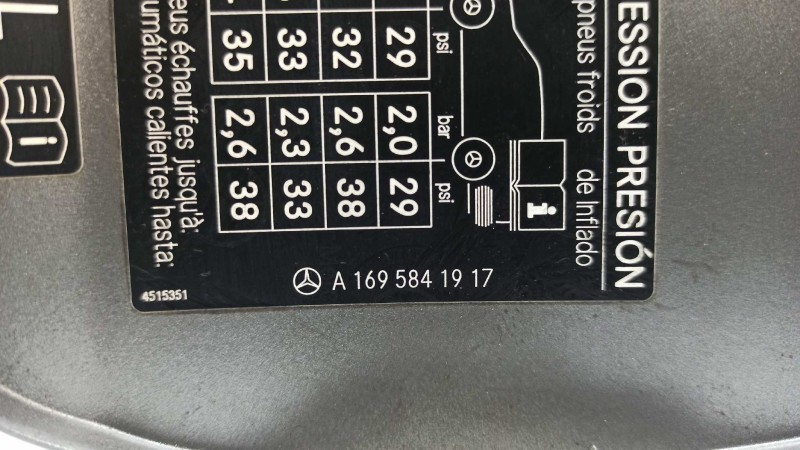 ESSION PRESIÓN
pneus froids de Inflado
psi bar psi
29 2,0 29
32 2,6 38
33 2,3 33
35 2,6 38
eus échauffes jusqu'à:
umáticos calientes hasta:
A 169 584 19 17
4515351